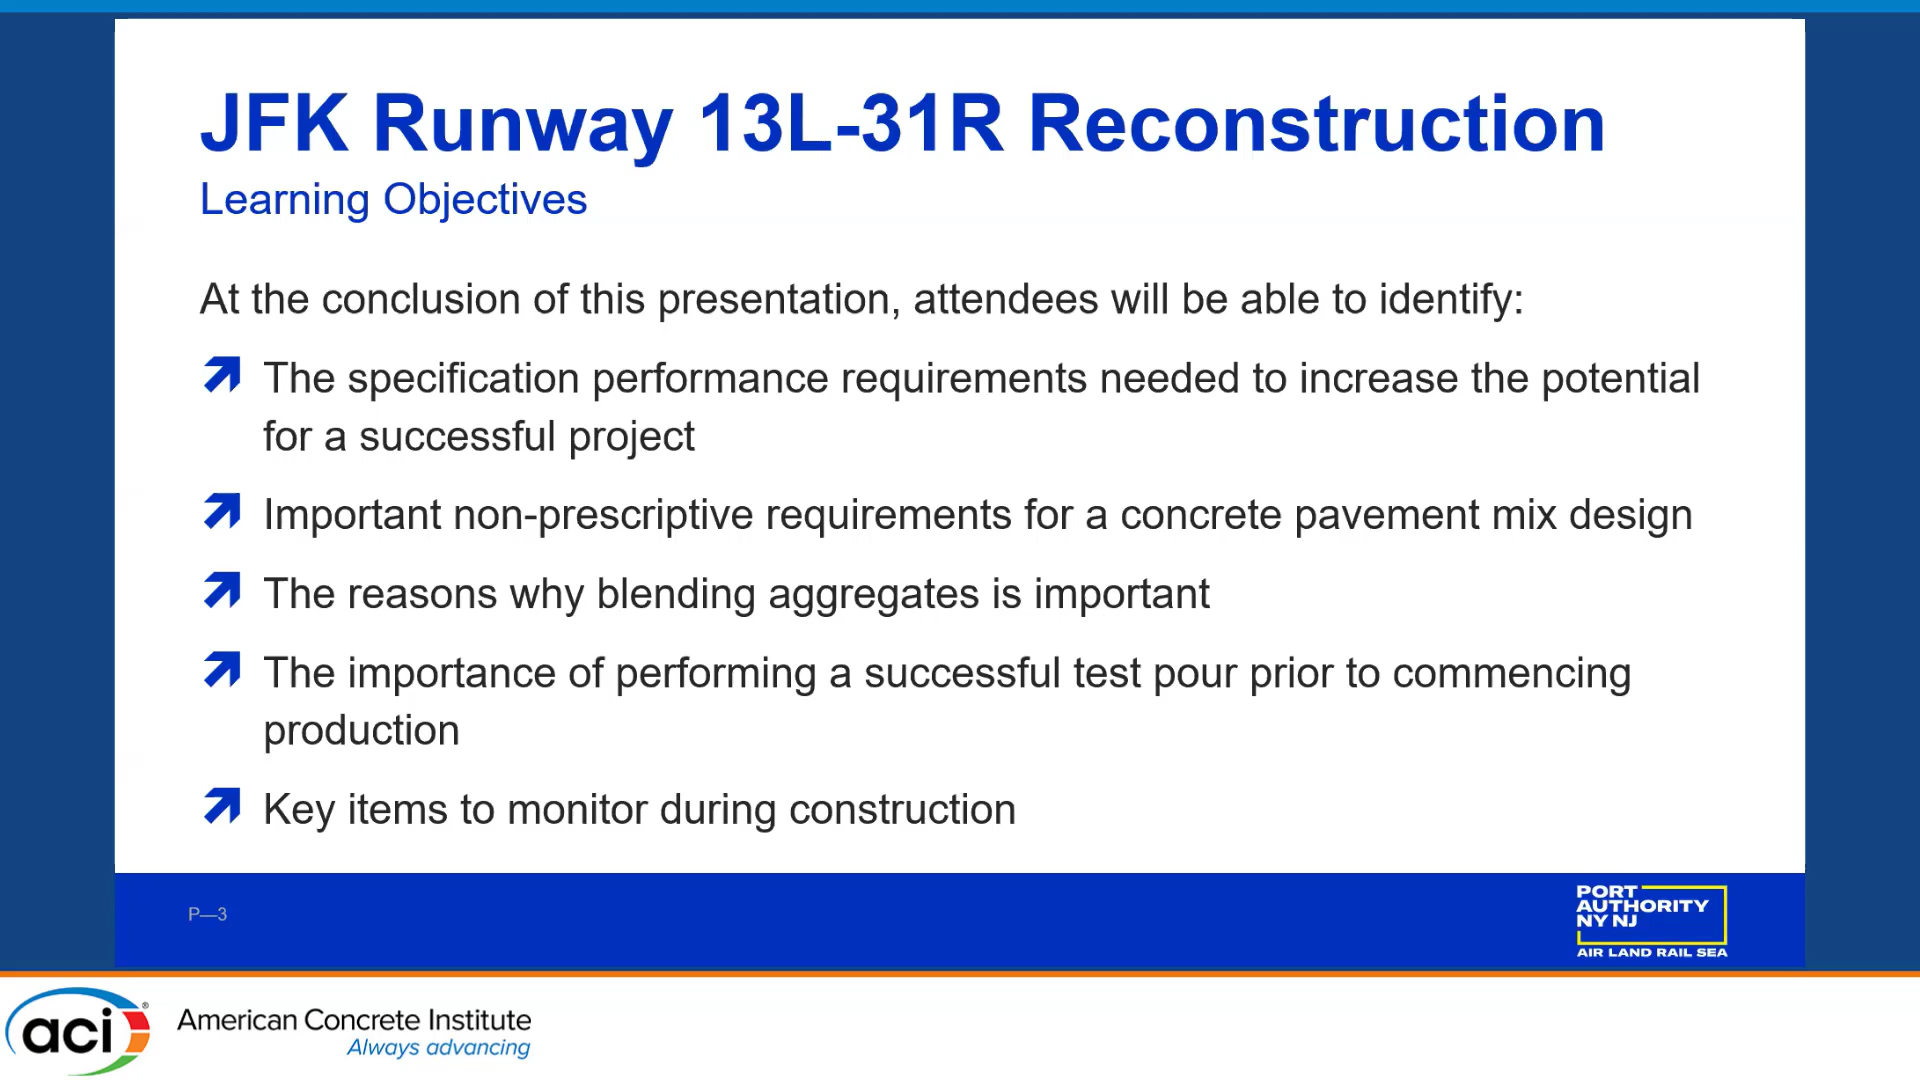 JFK Runway 13L-31R Reconstruction
Learning Objectives
At the conclusion of this presentation, attendees will be able to identify:
The specification performance requirements needed to increase the potential
for a successful project
Important non-prescriptive requirements for a concrete pavement mix design
The reasons why blending aggregates is important
The importance of performing a successful test pour prior to commencing
production
Key items to monitor during construction
P—3
PORT
AUTHORITY
NY NJ
AIR LAND RAIL SEA
aci®
American Concrete Institute
Always advancing